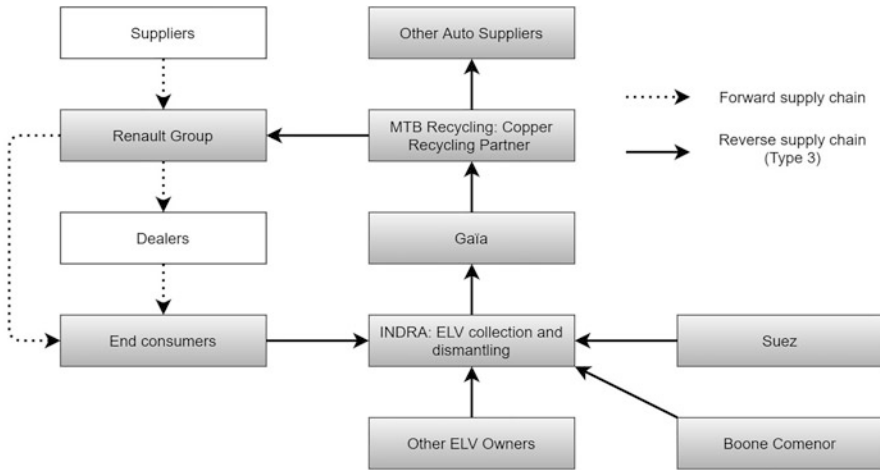 Suppliers
Other Auto Suppliers
Forward supply chain
Renault Group
MTB Recycling: Copper
Recycling Partner
Reverse supply chain
(Type 3)
Dealers
Gaïa
End consumers
INDRA: ELV collection and
dismantling
Suez
Other ELV Owners
Boone Comenor